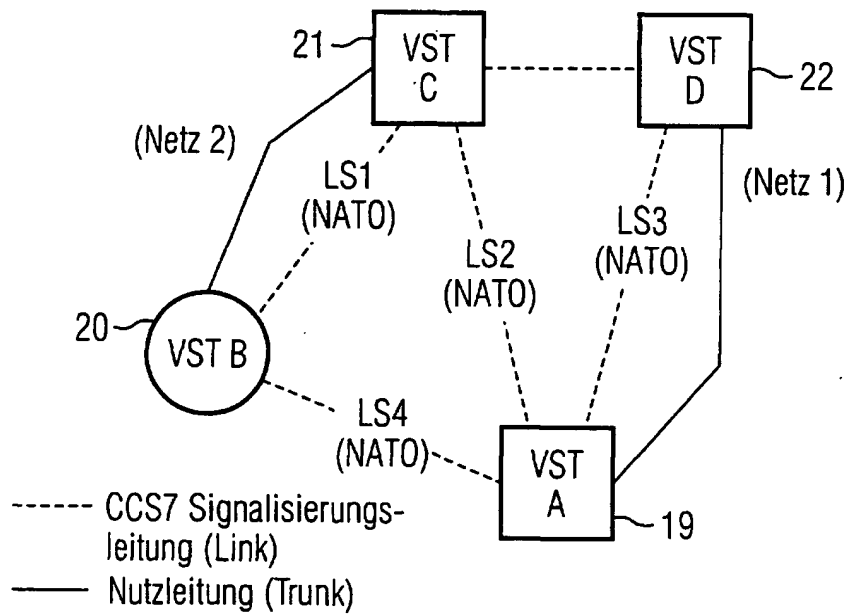 21
VST
C
VST
D
22
(Netz 2)
(Netz 1)
LS1
(NATO)
LS2
(NATO)
LS3
(NATO)
20
VST B
LS4
(NATO)
VST
A
19
CCS7 Signalisierungs-
leitung (Link)
Nutzleitung (Trunk)